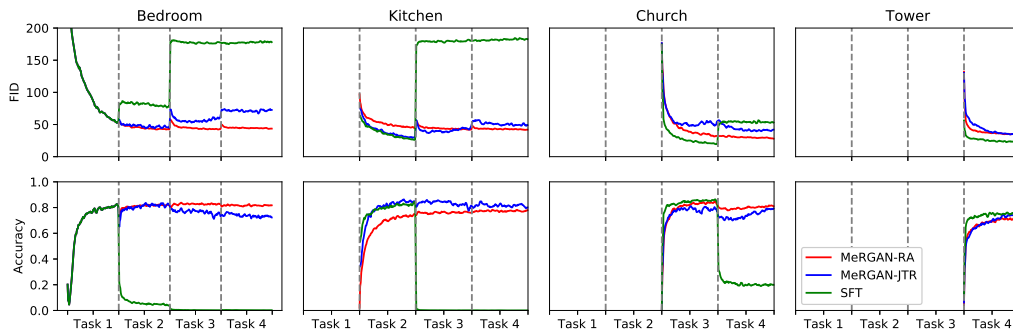 Bedroom Kitchen Church Tower
200
150
100
50
0
FID
1.0
0.8
0.6
0.4
0.2
0.0
Accuracy
MeRGAN-RA
MeRGAN-JTR
SFT
Task 1 Task 2 Task 3 Task 4 Task 1 Task 2 Task 3 Task 4 Task 1 Task 2 Task 3 Task 4 Task 1 Task 2 Task 3 Task 4